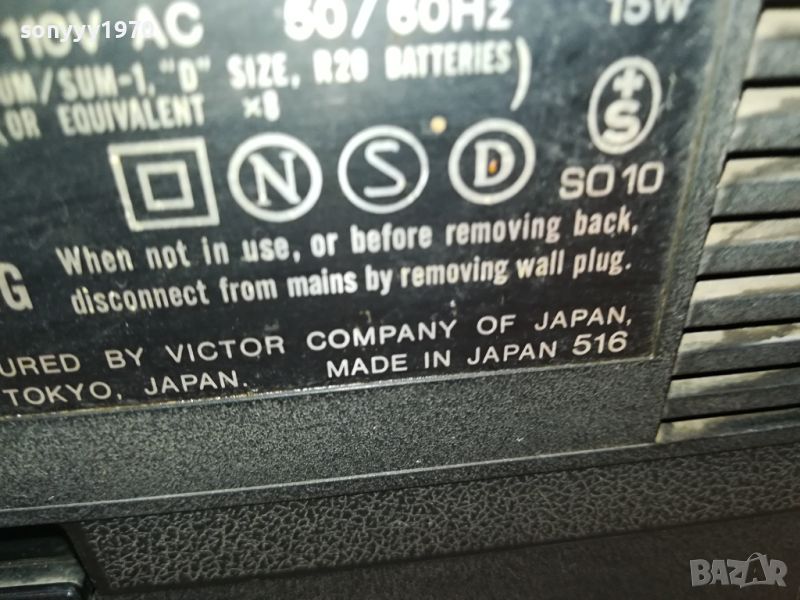 sonyyy1970
110V AC 50/60Hz 15W
UM/SUM-1, "D" SIZE, R20 BATTERIES)
(OR EQUIVALENT ×8
N S D +S
SO10
G When not in use, or before removing back,
disconnect from mains by removing wall plug.
URED BY VICTOR COMPANY OF JAPAN,
TOKYO, JAPAN. MADE IN JAPAN 516
BAZAR